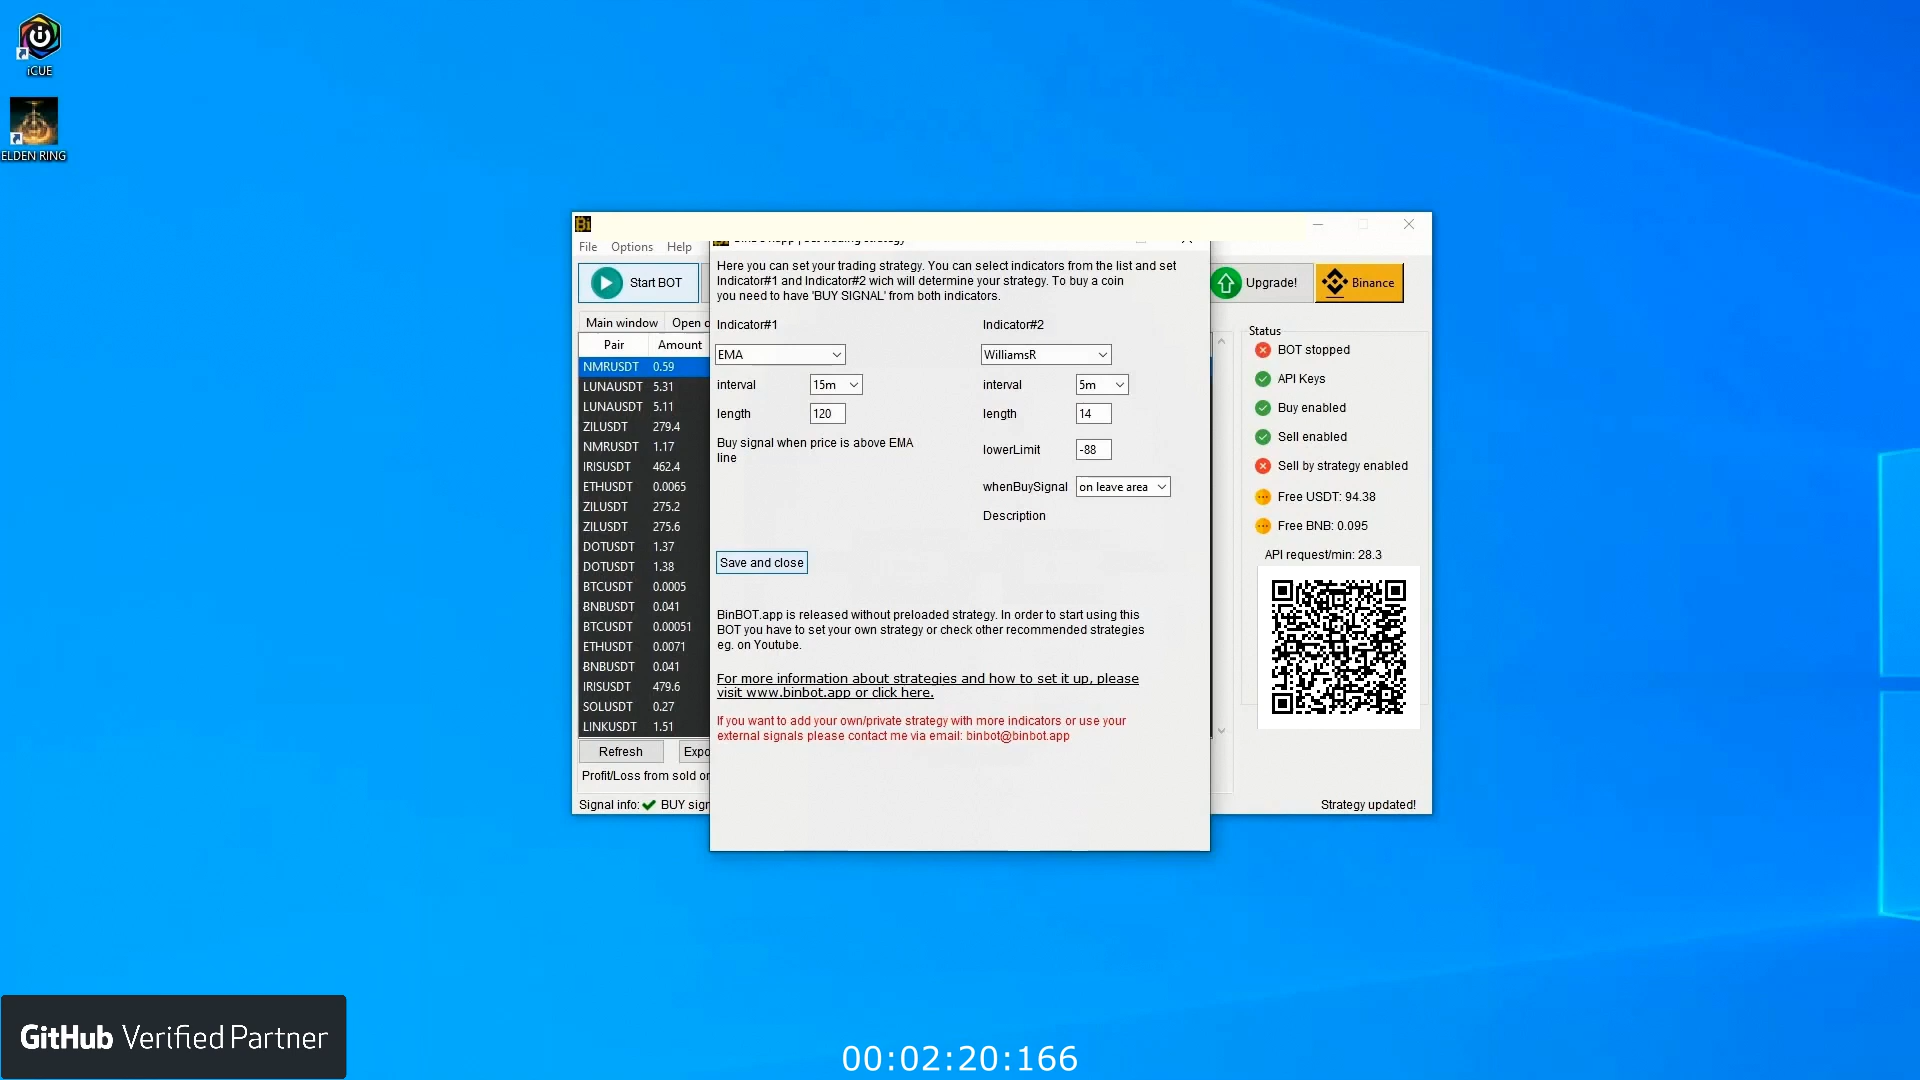 iCUE
ELDEN RING
Bi
File Options Help
Start BOT
Upgrade!
Binance
Main window
Open
Pair Amount
NMRUSDT 0.59
LUNAUSDT 5.31
LUNAUSDT 5.11
ZILUSDT 279.4
NMRUSDT 1.17
IRISUSDT 462.4
ETHUSDT 0.0065
ZILUSDT 275.2
ZILUSDT 275.6
DOTUSDT 1.37
DOTUSDT 1.38
BTCUSDT 0.0005
BNBUSDT 0.041
BTCUSDT 0.00051
ETHUSDT 0.0071
BNBUSDT 0.041
IRISUSDT 479.6
SOLUSDT 0.27
LINKUSDT 1.51
Refresh
Expo
Profit/Loss from sold or
Signal info: BUY sign
Here you can set your trading strategy. You can select indicators from the list and set
Indicator#1 and Indicator#2 wich will determine your strategy. To buy a coin
you need to have 'BUY SIGNAL' from both indicators.
Indicator#1 Indicator#2
EMA WilliamsR
interval 15m interval 5m
length 120 length 14
Buy signal when price is above EMA
line
lowerLimit -88
whenBuySignal on leave area
Description
Save and close
BinBOT.app is released without preloaded strategy. In order to start using this
BOT you have to set your own strategy or check other recommended strategies
eg. on Youtube.
For more information about strategies and how to set it up, please
visit www.binbot.app or click here.
If you want to add your own/private strategy with more indicators or use your
external signals please contact me via email: binbot@binbot.app
Status
BOT stopped
API Keys
Buy enabled
Sell enabled
Sell by strategy enabled
Free USDT: 94.38
Free BNB: 0.095
API request/min: 28.3
Strategy updated!
GitHub Verified Partner
00:02:20:166